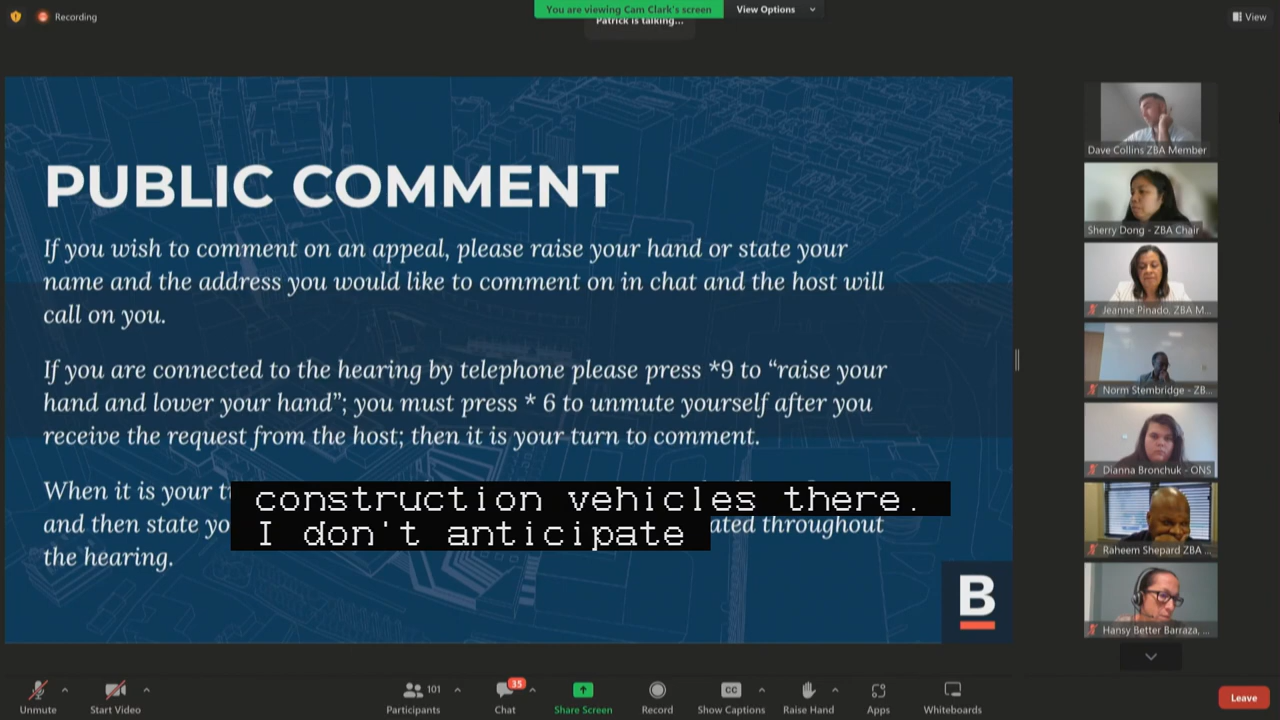 Recording
You are viewing Cam Clark's screen
View Options
Patrick is talking...
View
PUBLIC COMMENT
If you wish to comment on an appeal, please raise your hand or state your
name and the address you would like to comment on in chat and the host will
call on you.
If you are connected to the hearing by telephone please press *9 to “raise your
hand and lower your hand”; you must press * 6 to unmute yourself after you
receive the request from the host; then it is your turn to comment.
When it is your
and then state throughout
the hearing.
construction vehicles there.
I don't anticipate
B
Dave Collins ZBA Member
Sherry Dong - ZBA Chair
Jeanne Pinado, ZBA M...
Norm Stembridge - ZB...
Dianna Bronchuk - ONS
Raheem Shepard ZBA ...
Hansy Better Barraza, ...
Unmute
Start Video
101
Participants
35
Chat
Share Screen
Record
CC
Show Captions
Raise Hand
Apps
Whiteboards
Leave